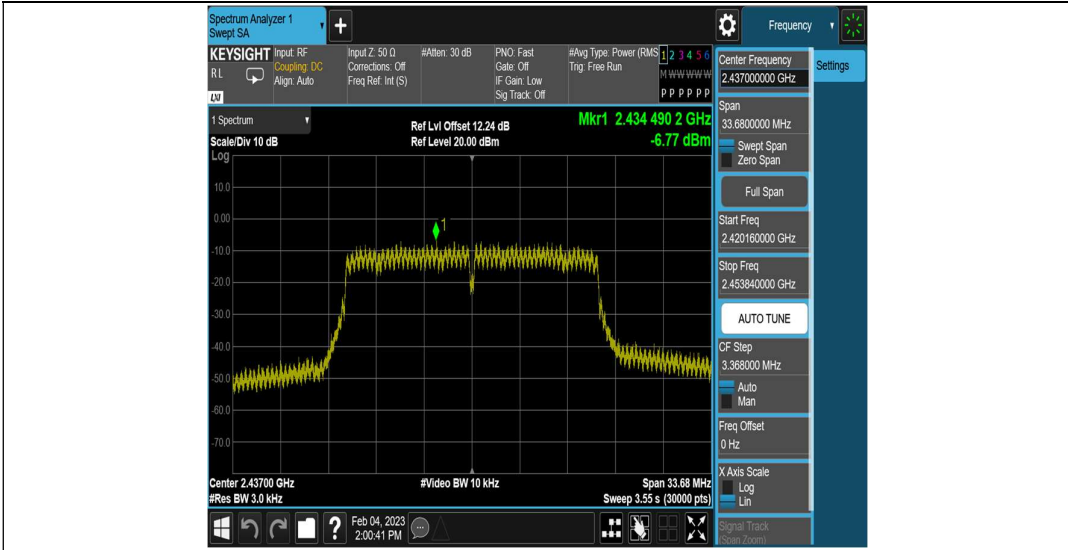 Spectrum Analyzer 1
Swept SA
+
Frequency
KEYSIGHT
RL
LXI
Input: RF
Coupling: DC
Align: Auto
Input Z: 50 Ω
Corrections: Off
Freq Ref: Int (S)
#Atten: 30 dB
PNO: Fast
Gate: Off
IF Gain: Low
Sig Track: Off
#Avg Type: Power (RMS
Trig: Free Run
1 2 3 4 5 6
M W W W W W
P P P P P P
Center Frequency
2.437000000 GHz
Settings
Span
33.6800000 MHz
Swept Span
Zero Span
Full Span
Start Freq
2.420160000 GHz
Stop Freq
2.453840000 GHz
AUTO TUNE
CF Step
3.368000 MHz
Auto
Man
Freq Offset
0 Hz
X Axis Scale
Log
Lin
Signal Track
(Span Zoom)
1 Spectrum
Scale/Div 10 dB
Log
Ref Lvl Offset 12.24 dB
Ref Level 20.00 dBm
Mkr1 2.434 490 2 GHz
-6.77 dBm
10.0
0.00
-10.0
-20.0
-30.0
-40.0
-50.0
-60.0
-70.0
1
Center 2.43700 GHz
#Res BW 3.0 kHz
#Video BW 10 kHz
Span 33.68 MHz
Sweep 3.55 s (30000 pts)
?
Feb 04, 2023
2:00:41 PM